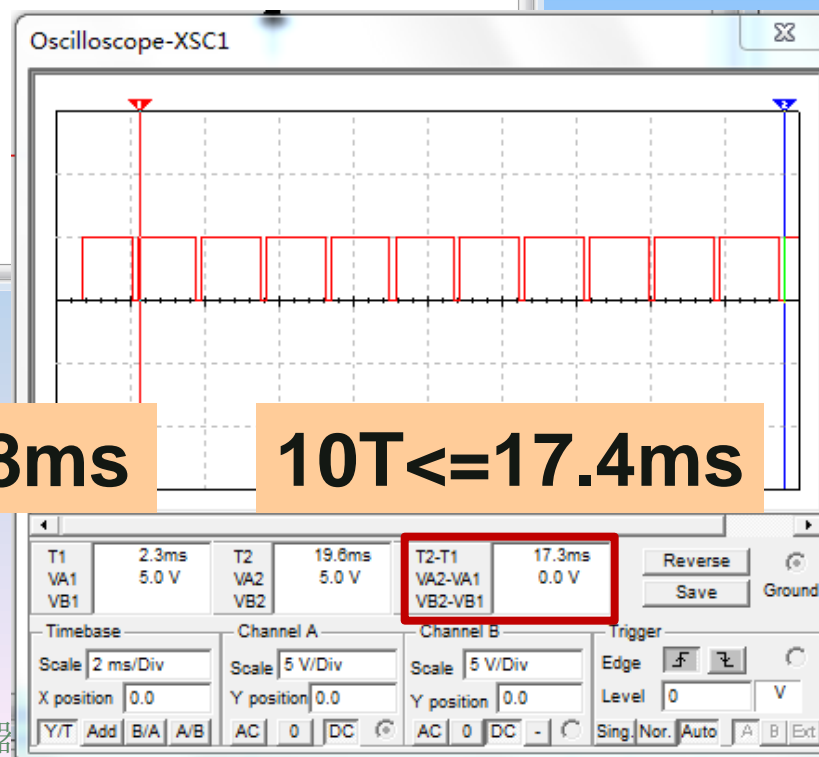 Oscilloscope-XSC1
3ms
10T<=17.4ms
T1 2.3ms T2 19.6ms T2-T1 17.3ms Reverse
VA1 5.0 V VA2 5.0 V VA2-VA1 0.0 V
VB1 VB2 VB2-VB1 Save Ground
Timebase Channel A Channel B Trigger
Scale 2 ms/Div Scale 5 V/Div Scale 5 V/Div Edge
X position 0.0 Y position 0.0 Y position 0.0 Level 0 V
Y/T Add B/A A/B AC 0 DC AC 0 DC - Sing. Nor. Auto A B Ext